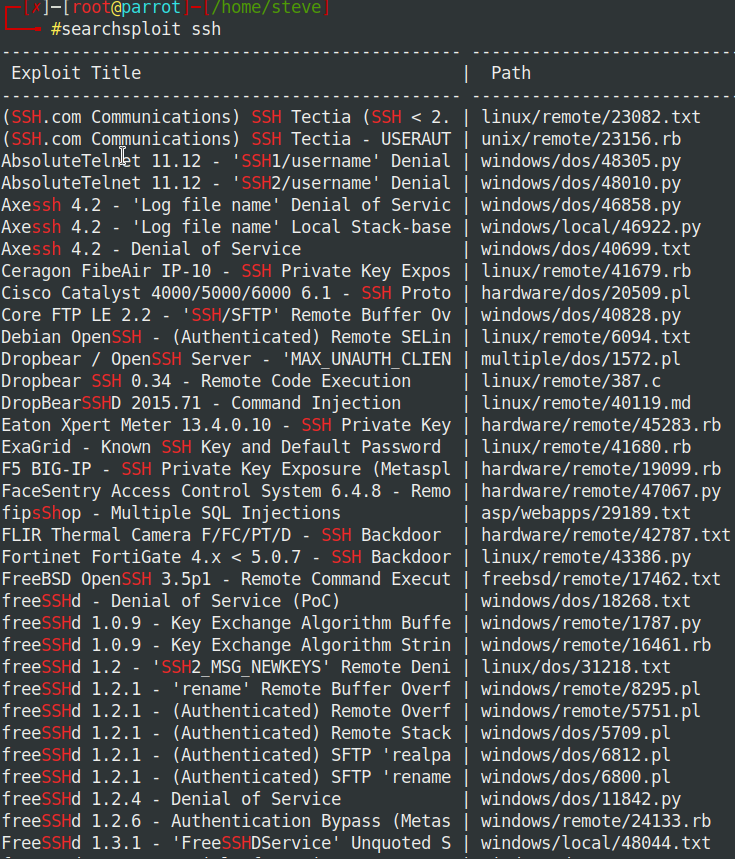 ┌─[✗]─[root@parrot]─[/home/steve]
└──╼ #searchsploit ssh
---------------------------------------------- ---------------------------
Exploit Title | Path
---------------------------------------------- ---------------------------
(SSH.com Communications) SSH Tectia (SSH < 2. | linux/remote/23082.txt
(SSH.com Communications) SSH Tectia - USERAUT | unix/remote/23156.rb
AbsoluteTelnet 11.12 - 'SSH1/username' Denial | windows/dos/48305.py
AbsoluteTelnet 11.12 - 'SSH2/username' Denial | windows/dos/48010.py
Axessh 4.2 - 'Log file name' Denial of Servic | windows/dos/46858.py
Axessh 4.2 - 'Log file name' Local Stack-base | windows/local/46922.py
Axessh 4.2 - Denial of Service | windows/dos/40699.txt
Ceragon FibeAir IP-10 - SSH Private Key Expos | linux/remote/41679.rb
Cisco Catalyst 4000/5000/6000 6.1 - SSH Proto | hardware/dos/20509.pl
Core FTP LE 2.2 - 'SSH/SFTP' Remote Buffer Ov | windows/dos/40828.py
Debian OpenSSH - (Authenticated) Remote SELin | linux/remote/6094.txt
Dropbear / OpenSSH Server - 'MAX_UNAUTH_CLIEN | multiple/dos/1572.pl
Dropbear SSH 0.34 - Remote Code Execution | linux/remote/387.c
DropBearSSHD 2015.71 - Command Injection | linux/remote/40119.md
Eaton Xpert Meter 13.4.0.10 - SSH Private Key | hardware/remote/45283.rb
ExaGrid - Known SSH Key and Default Password | linux/remote/41680.rb
F5 BIG-IP - SSH Private Key Exposure (Metaspl | hardware/remote/19099.rb
FaceSentry Access Control System 6.4.8 - Remo | hardware/remote/47067.py
fipsShop - Multiple SQL Injections | asp/webapps/29189.txt
FLIR Thermal Camera F/FC/PT/D - SSH Backdoor | hardware/remote/42787.txt
Fortinet FortiGate 4.x < 5.0.7 - SSH Backdoor | linux/remote/43386.py
FreeBSD OpenSSH 3.5p1 - Remote Command Execut | freebsd/remote/17462.txt
freeSSHd - Denial of Service (PoC) | windows/dos/18268.txt
freeSSHd 1.0.9 - Key Exchange Algorithm Buffe | windows/remote/1787.py
freeSSHd 1.0.9 - Key Exchange Algorithm Strin | windows/remote/16461.rb
freeSSHd 1.2 - 'SSH2_MSG_NEWKEYS' Remote Deni | linux/dos/31218.txt
freeSSHd 1.2.1 - 'rename' Remote Buffer Overf | windows/remote/8295.pl
freeSSHd 1.2.1 - (Authenticated) Remote Overf | windows/remote/5751.pl
freeSSHd 1.2.1 - (Authenticated) Remote Stack | windows/dos/5709.pl
freeSSHd 1.2.1 - (Authenticated) SFTP 'realpa | windows/dos/6812.pl
freeSSHd 1.2.1 - (Authenticated) SFTP 'rename | windows/dos/6800.pl
freeSSHd 1.2.4 - Denial of Service | windows/dos/11842.py
freeSSHd 1.2.6 - Authentication Bypass (Metas | windows/remote/24133.rb
FreeSSHd 1.3.1 - 'FreeSSHDService' Unquoted S | windows/local/48044.txt